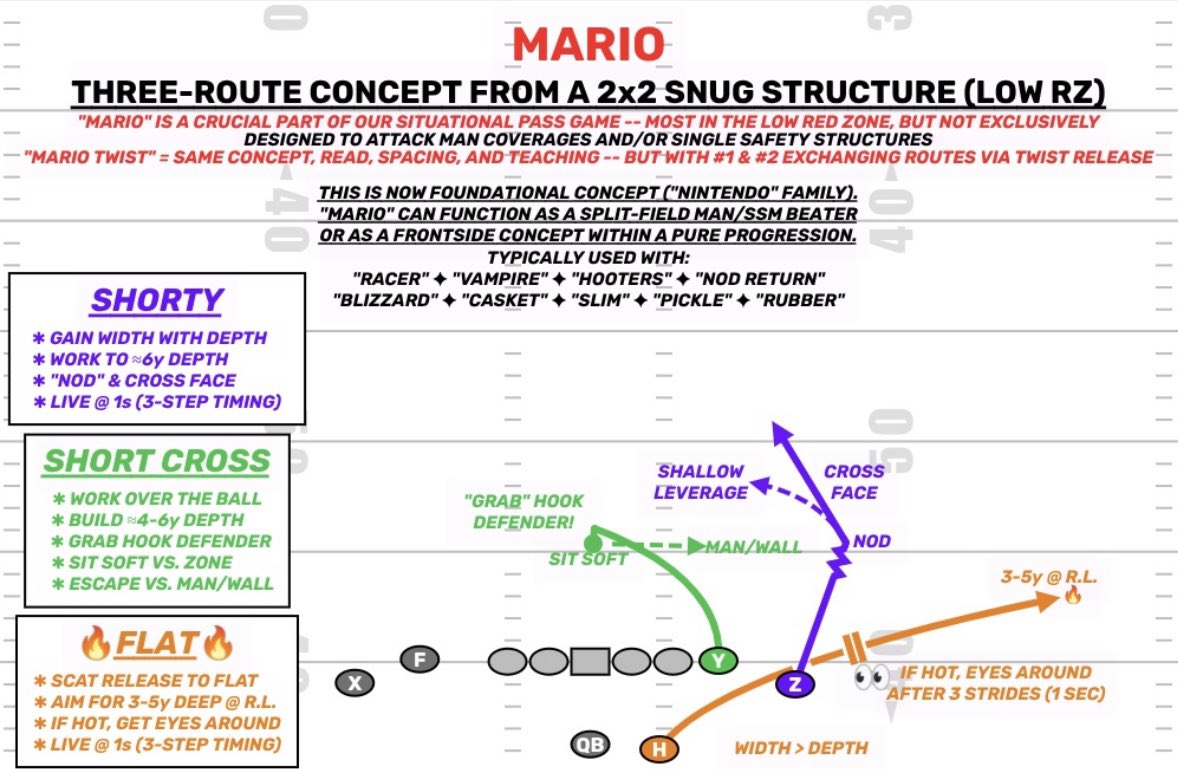 MARIO
THREE-ROUTE CONCEPT FROM A 2x2 SNUG STRUCTURE (LOW RZ)
"MARIO" IS A CRUCIAL PART OF OUR SITUATIONAL PASS GAME -- MOST IN THE LOW RED ZONE, BUT NOT EXCLUSIVELY
DESIGNED TO ATTACK MAN COVERAGES AND/OR SINGLE SAFETY STRUCTURES
"MARIO TWIST" = SAME CONCEPT, READ, SPACING, AND TEACHING -- BUT WITH #1 & #2 EXCHANGING ROUTES VIA TWIST RELEASE
THIS IS NOW FOUNDATIONAL CONCEPT ("NINTENDO" FAMILY).
"MARIO" CAN FUNCTION AS A SPLIT-FIELD MAN/SSM BEATER
OR AS A FRONTSIDE CONCEPT WITHIN A PURE PROGRESSION.
TYPICALLY USED WITH:
"RACER" ✦ "VAMPIRE" ✦ "HOOTERS" ✦ "NOD RETURN"
"BLIZZARD" ✦ "CASKET" ✦ "SLIM" ✦ "PICKLE" ✦ "RUBBER"
SHORTY
* GAIN WIDTH WITH DEPTH
* WORK TO ≈6y DEPTH
* "NOD" & CROSS FACE
* LIVE @ 1s (3-STEP TIMING)
SHORT CROSS
* WORK OVER THE BALL
* BUILD ≈4-6y DEPTH
* GRAB HOOK DEFENDER
* SIT SOFT VS. ZONE
* ESCAPE VS. MAN/WALL
🔥FLAT🔥
* SCAT RELEASE TO FLAT
* AIM FOR 3-5y DEEP @ R.L.
* IF HOT, GET EYES AROUND
* LIVE @ 1s (3-STEP TIMING)
"GRAB" HOOK
DEFENDER!
SIT SOFT
MAN/WALL
SHALLOW
LEVERAGE
CROSS
FACE
NOD
3-5y @ R.L.
🔥
👀 IF HOT, EYES AROUND
AFTER 3 STRIDES (1 SEC)
WIDTH > DEPTH
F
X
Y
Z
QB
H
0
3
40
40
50